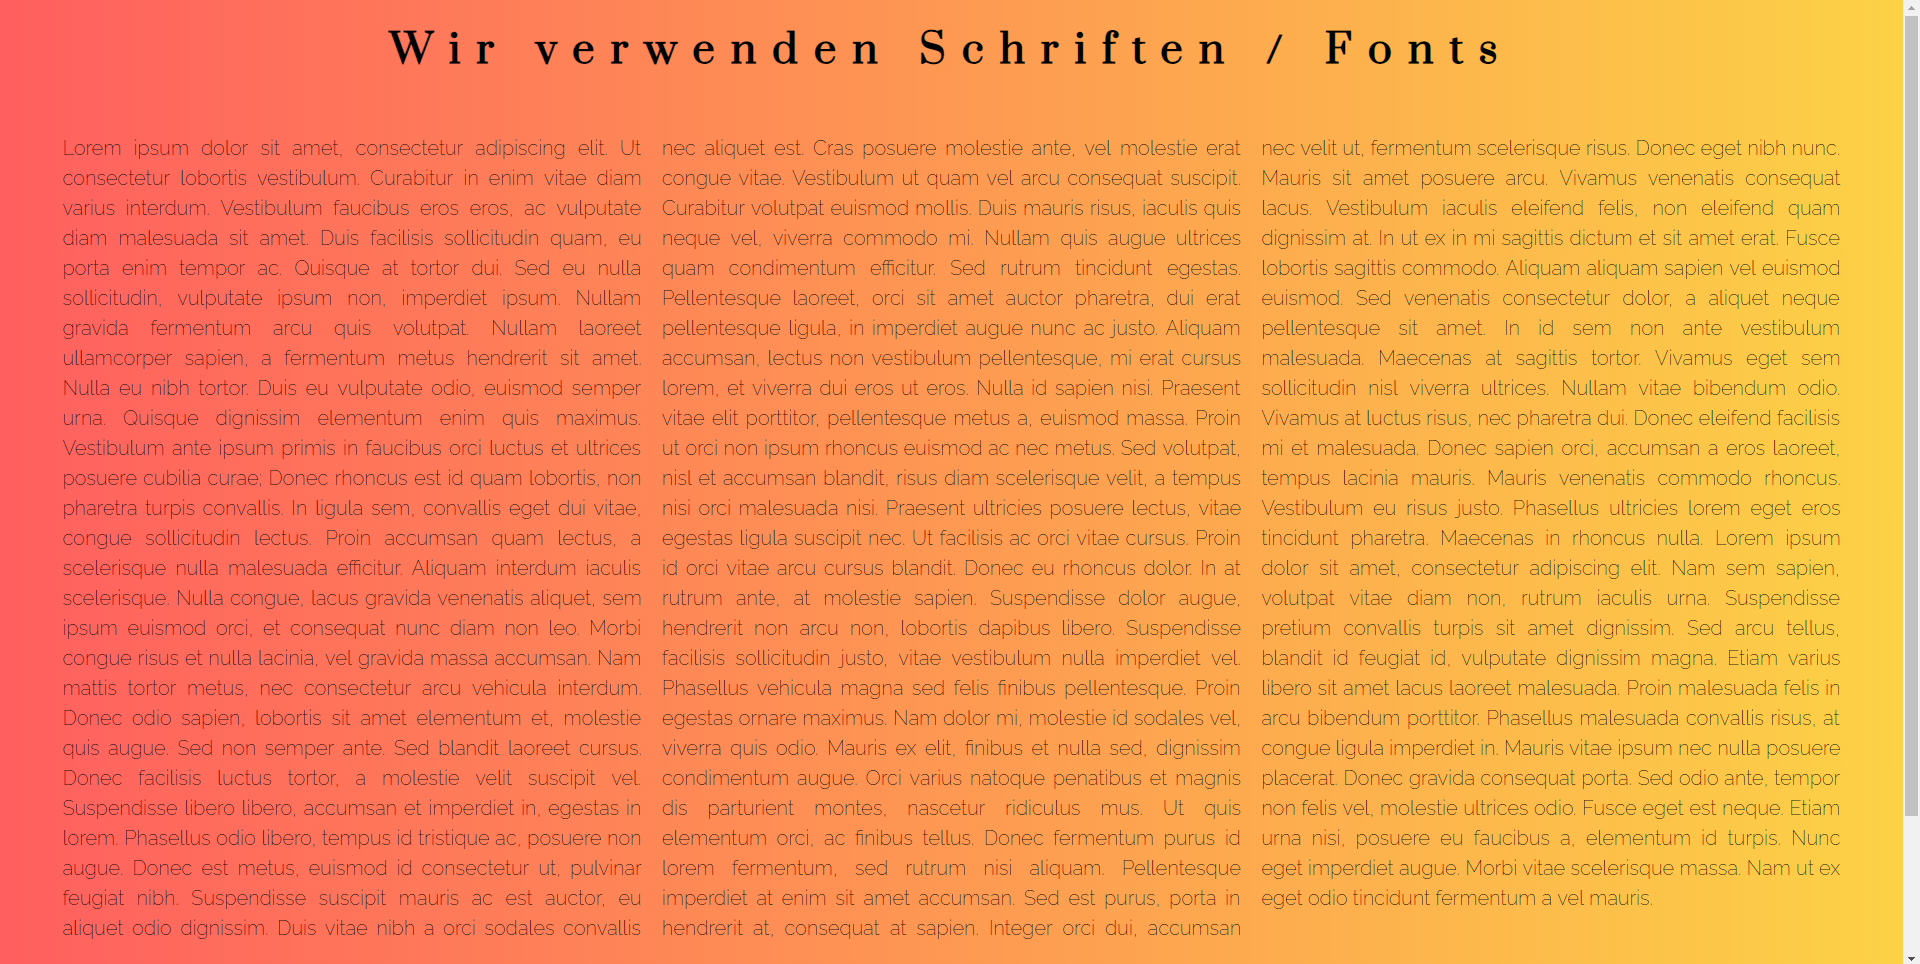 Wir verwenden Schriften / Fonts
Lorem ipsum dolor sit amet, consectetur adipiscing elit. Ut
consectetur lobortis vestibulum. Curabitur in enim vitae diam
varius interdum. Vestibulum faucibus eros eros, ac vulputate
diam malesuada sit amet. Duis facilisis sollicitudin quam, eu
porta enim tempor ac. Quisque at tortor dui. Sed eu nulla
sollicitudin, vulputate ipsum non, imperdiet ipsum. Nullam
gravida fermentum arcu quis volutpat. Nullam laoreet
ullamcorper sapien, a fermentum metus hendrerit sit amet.
Nulla eu nibh tortor. Duis eu vulputate odio, euismod semper
urna. Quisque dignissim elementum enim quis maximus.
Vestibulum ante ipsum primis in faucibus orci luctus et ultrices
posuere cubilia curae; Donec rhoncus est id quam lobortis, non
pharetra turpis convallis. In ligula sem, convallis eget dui vitae,
congue sollicitudin lectus. Proin accumsan quam lectus, a
scelerisque nulla malesuada efficitur. Aliquam interdum iaculis
scelerisque. Nulla congue, lacus gravida venenatis aliquet, sem
ipsum euismod orci, et consequat nunc diam non leo. Morbi
congue risus et nulla lacinia, vel gravida massa accumsan. Nam
mattis tortor metus, nec consectetur arcu vehicula interdum.
Donec odio sapien, lobortis sit amet elementum et, molestie
quis augue. Sed non semper ante. Sed blandit laoreet cursus.
Donec facilisis luctus tortor, a molestie velit suscipit vel.
Suspendisse libero libero, accumsan et imperdiet in, egestas in
lorem. Phasellus odio libero, tempus id tristique ac, posuere non
augue. Donec est metus, euismod id consectetur ut, pulvinar
feugiat nibh. Suspendisse suscipit mauris ac est auctor, eu
aliquet odio dignissim. Duis vitae nibh a orci sodales convallis
nec aliquet est. Cras posuere molestie ante, vel molestie erat
congue vitae. Vestibulum ut quam vel arcu consequat suscipit.
Curabitur volutpat euismod mollis. Duis mauris risus, iaculis quis
neque vel, viverra commodo mi. Nullam quis augue ultrices
quam condimentum efficitur. Sed rutrum tincidunt egestas.
Pellentesque laoreet, orci sit amet auctor pharetra, dui erat
pellentesque ligula, in imperdiet augue nunc ac justo. Aliquam
accumsan, lectus non vestibulum pellentesque, mi erat cursus
lorem, et viverra dui eros ut eros. Nulla id sapien nisi. Praesent
vitae elit porttitor, pellentesque metus a, euismod massa. Proin
ut orci non ipsum rhoncus euismod ac nec metus. Sed volutpat,
nisl et accumsan blandit, risus diam scelerisque velit, a tempus
nisi orci malesuada nisi. Praesent ultricies posuere lectus, vitae
egestas ligula suscipit nec. Ut facilisis ac orci vitae cursus. Proin
id orci vitae arcu cursus blandit. Donec eu rhoncus dolor. In at
rutrum ante, at molestie sapien. Suspendisse dolor augue,
hendrerit non arcu non, lobortis dapibus libero. Suspendisse
facilisis sollicitudin justo, vitae vestibulum nulla imperdiet vel.
Phasellus vehicula magna sed felis finibus pellentesque. Proin
egestas ornare maximus. Nam dolor mi, molestie id sodales vel,
viverra quis odio. Mauris ex elit, finibus et nulla sed, dignissim
condimentum augue. Orci varius natoque penatibus et magnis
dis parturient montes, nascetur ridiculus mus. Ut quis
elementum orci, ac finibus tellus. Donec fermentum purus id
lorem fermentum, sed rutrum nisi aliquam. Pellentesque
imperdiet at enim sit amet accumsan. Sed est purus, porta in
hendrerit at, consequat at sapien. Integer orci dui, accumsan
nec velit ut, fermentum scelerisque risus. Donec eget nibh nunc.
Mauris sit amet posuere arcu. Vivamus venenatis consequat
lacus. Vestibulum iaculis eleifend felis, non eleifend quam
dignissim at. In ut ex in mi sagittis dictum et sit amet erat. Fusce
lobortis sagittis commodo. Aliquam aliquam sapien vel euismod
euismod. Sed venenatis consectetur dolor, a aliquet neque
pellentesque sit amet. In id sem non ante vestibulum
malesuada. Maecenas at sagittis tortor. Vivamus eget sem
sollicitudin nisl viverra ultrices. Nullam vitae bibendum odio.
Vivamus at luctus risus, nec pharetra dui. Donec eleifend facilisis
mi et malesuada. Donec sapien orci, accumsan a eros laoreet,
tempus lacinia mauris. Mauris venenatis commodo rhoncus.
Vestibulum eu risus justo. Phasellus ultricies lorem eget eros
tincidunt pharetra. Maecenas in rhoncus nulla. Lorem ipsum
dolor sit amet, consectetur adipiscing elit. Nam sem sapien,
volutpat vitae diam non, rutrum iaculis urna. Suspendisse
pretium convallis turpis sit amet dignissim. Sed arcu tellus,
blandit id feugiat id, vulputate dignissim magna. Etiam varius
libero sit amet lacus laoreet malesuada. Proin malesuada felis in
arcu bibendum porttitor. Phasellus malesuada convallis risus, at
congue ligula imperdiet in. Mauris vitae ipsum nec nulla posuere
placerat. Donec gravida consequat porta. Sed odio ante, tempor
non felis vel, molestie ultrices odio. Fusce eget est neque. Etiam
urna nisi, posuere eu faucibus a, elementum id turpis. Nunc
eget imperdiet augue. Morbi vitae scelerisque massa. Nam ut ex
eget odio tincidunt fermentum a vel mauris.